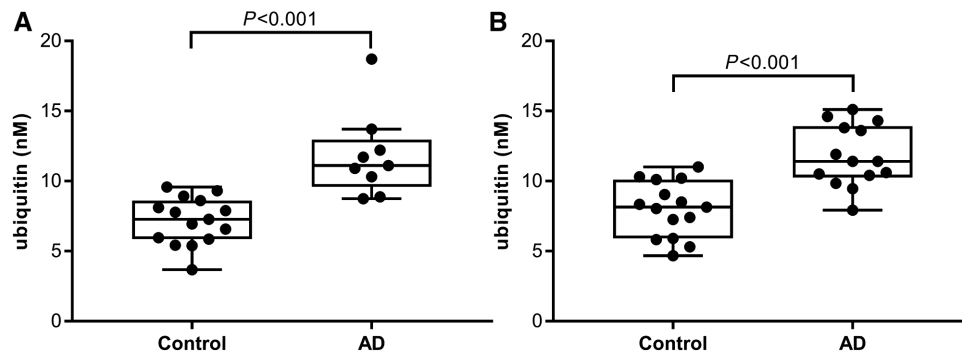 A
P<0.001
20
15
10
5
0
ubiquitin (nM)
Control
AD
B
P<0.001
20
15
10
5
0
ubiquitin (nM)
Control
AD